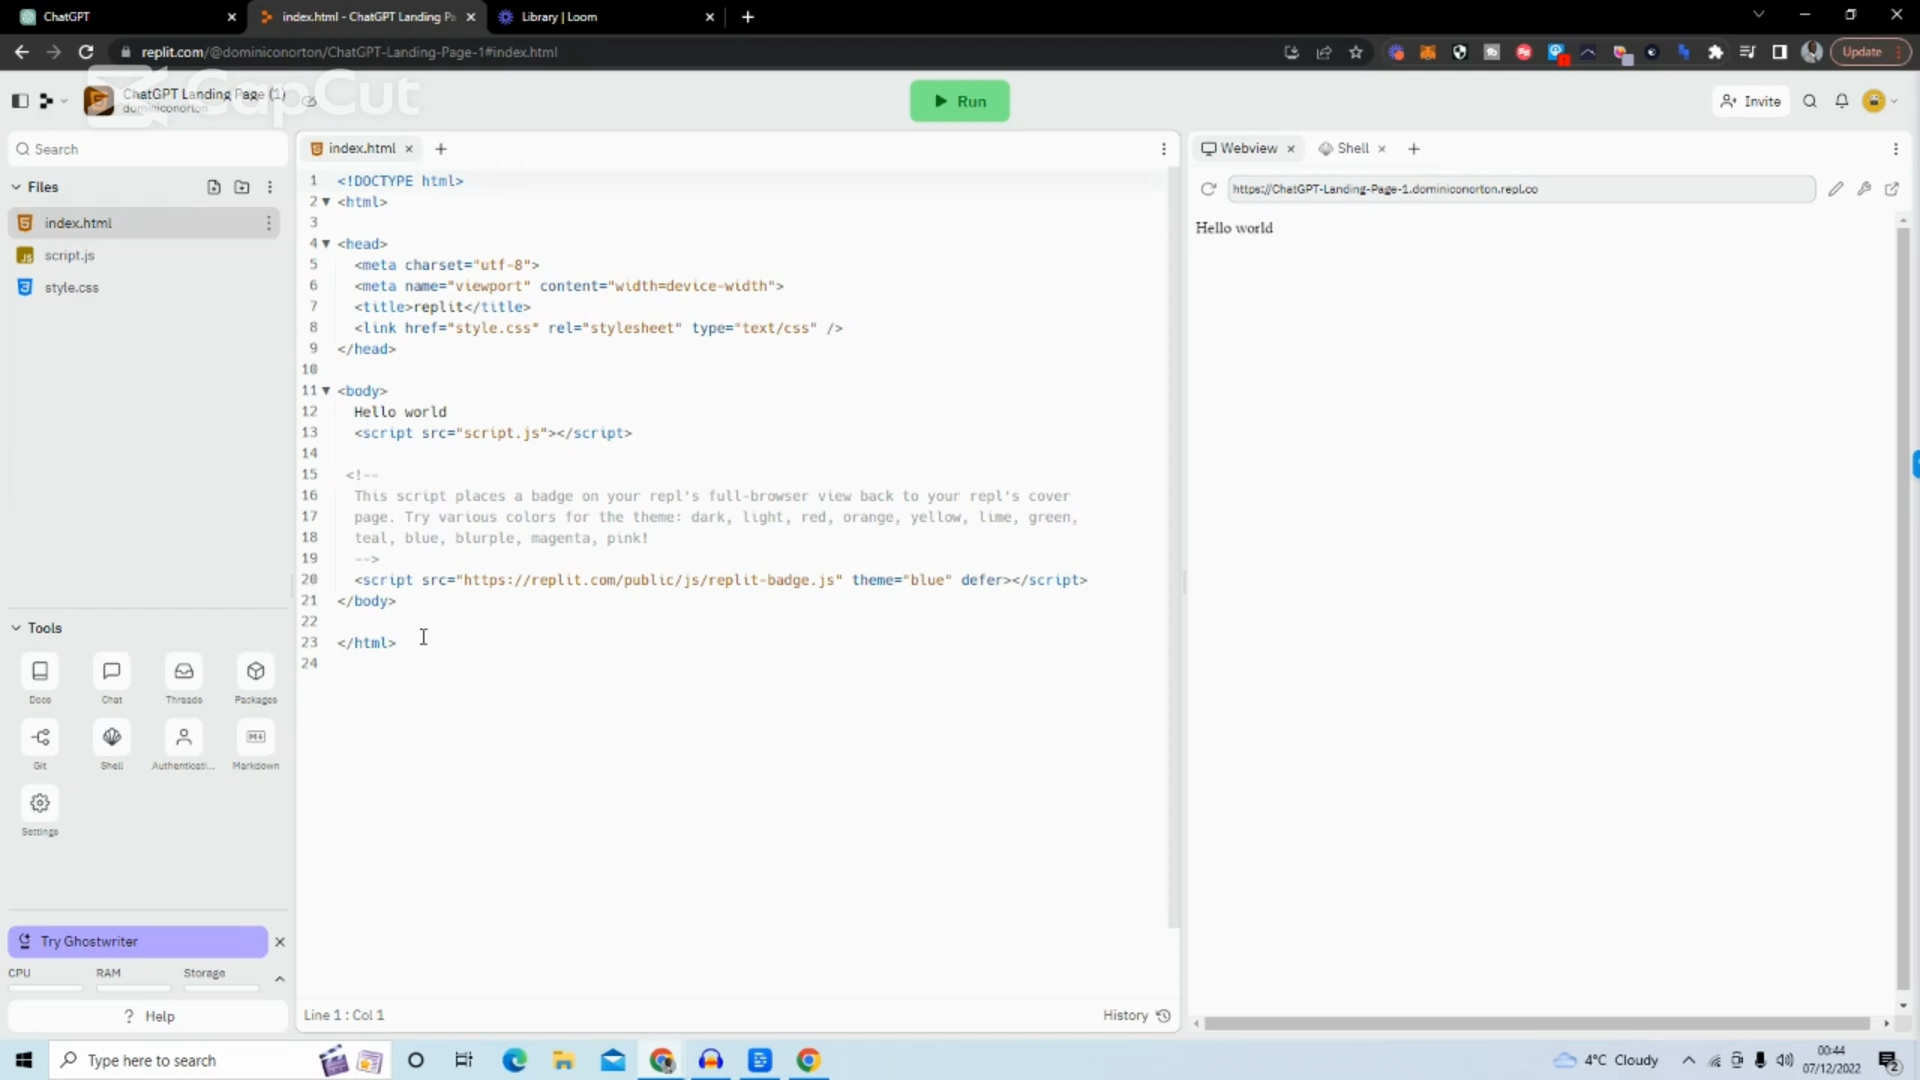 ChatGPT
index.html - ChatGPT Landing Pa
Library | Loom
replit.com/@dominiconorton/ChatGPT-Landing-Page-1#index.html
Update
CapCut
ChatGPT Landing Page (1)
dominiconorton
Run
Invite
Search
Files
index.html
script.js
style.css
index.html
1 <!DOCTYPE html>
2 <html>
3
4 <head>
5 <meta charset="utf-8">
6 <meta name="viewport" content="width=device-width">
7 <title>replit</title>
8 <link href="style.css" rel="stylesheet" type="text/css" />
9 </head>
10
11 <body>
12 Hello world
13 <script src="script.js"></script>
14
15 <!--
16 This script places a badge on your repl's full-browser view back to your repl's cover
17 page. Try various colors for the theme: dark, light, red, orange, yellow, lime, green,
18 teal, blue, blurple, magenta, pink!
19 -->
20 <script src="https://replit.com/public/js/replit-badge.js" theme="blue" defer></script>
21 </body>
22
23 </html>
24
Webview
Shell
https://ChatGPT-Landing-Page-1.dominiconorton.repl.co
Hello world
Tools
Docs
Chat
Threads
Packages
Git
Shell
Authenticati...
Markdown
Settings
Try Ghostwriter
CPU
RAM
Storage
? Help
Line 1 : Col 1
History
Type here to search
4°C Cloudy
00:44
07/12/2022
2